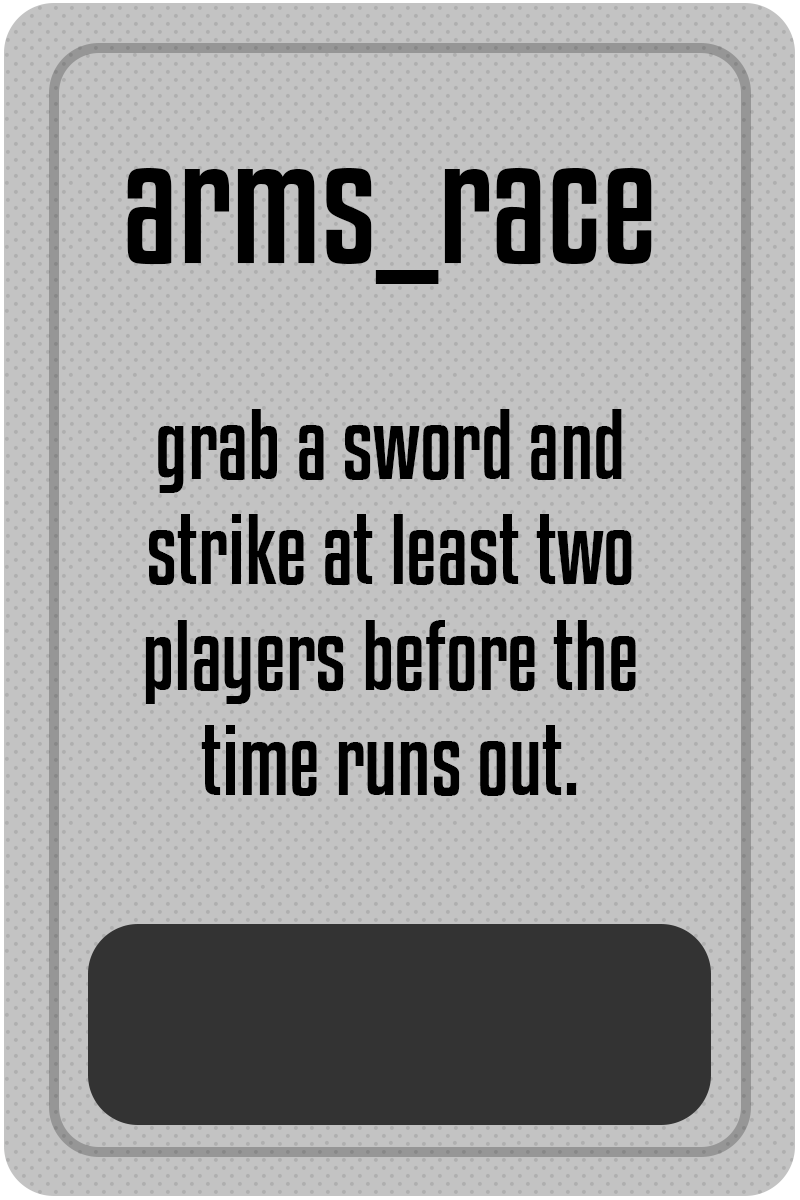 arms_race
grab a sword and
strike at least two
players before the
time runs out.